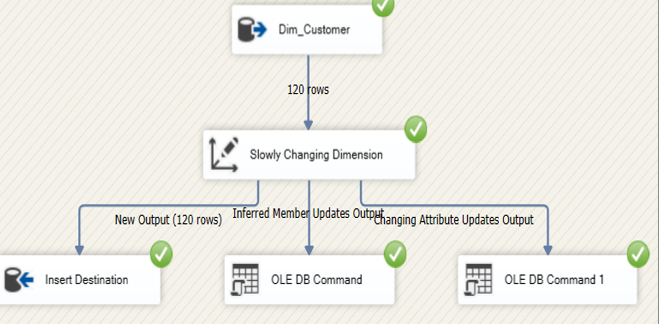 Dim_Customer
120 rows
Slowly Changing Dimension
New Output (120 rows)
Inferred Member Updates Output
Changing Attribute Updates Output
Insert Destination
OLE DB Command
OLE DB Command 1